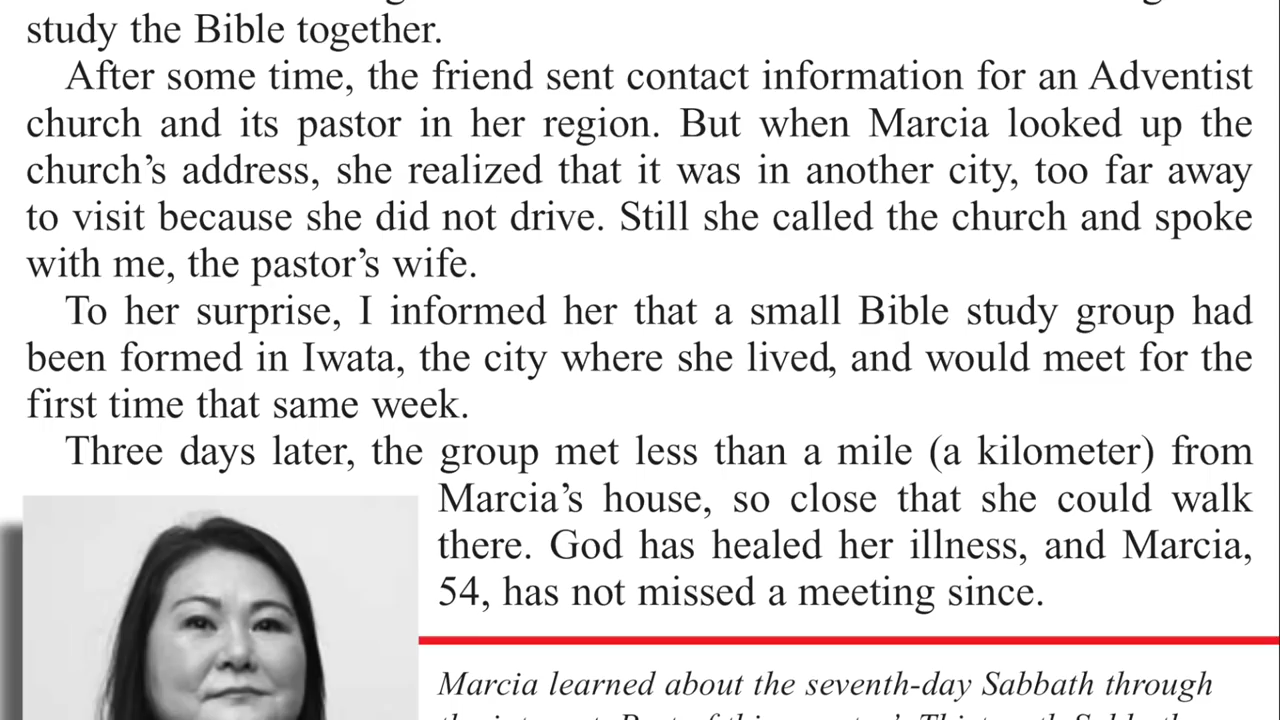 study the Bible together.
After some time, the friend sent contact information for an Adventist
church and its pastor in her region. But when Marcia looked up the
church’s address, she realized that it was in another city, too far away
to visit because she did not drive. Still she called the church and spoke
with me, the pastor’s wife.
To her surprise, I informed her that a small Bible study group had
been formed in Iwata, the city where she lived, and would meet for the
first time that same week.
Three days later, the group met less than a mile (a kilometer) from
Marcia’s house, so close that she could walk
there. God has healed her illness, and Marcia,
54, has not missed a meeting since.
Marcia learned about the seventh-day Sabbath through